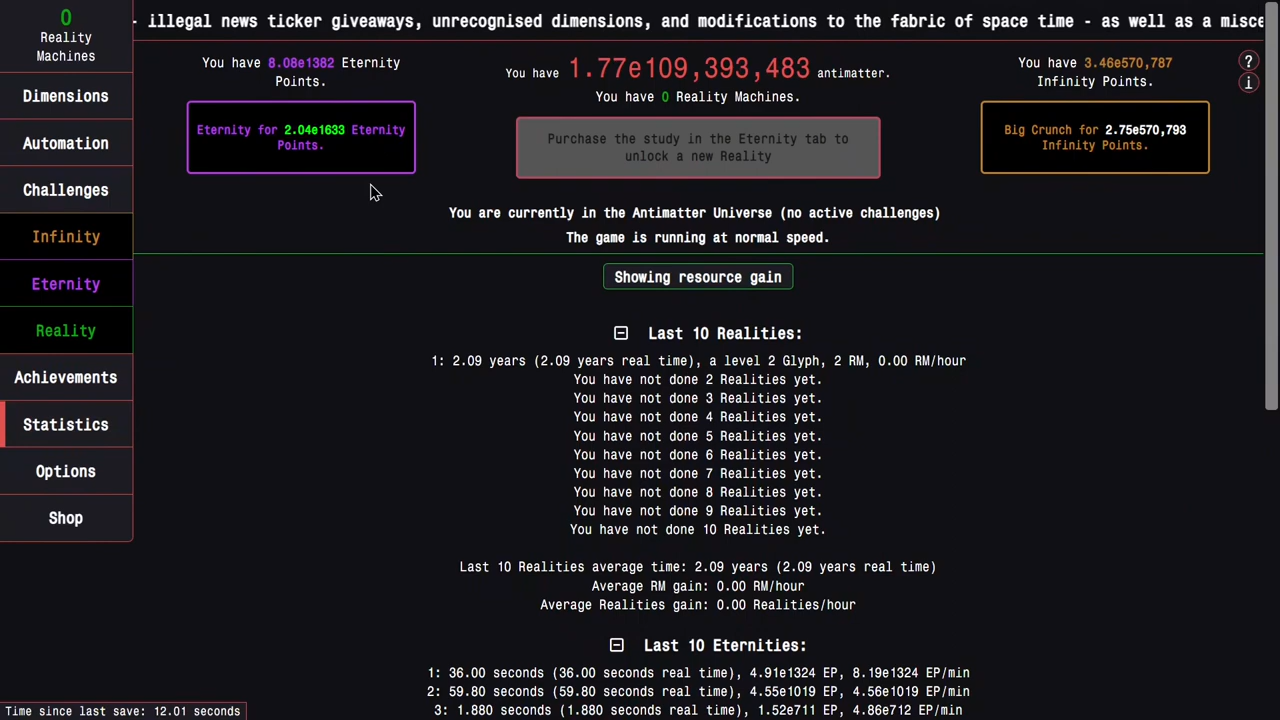 0
Reality
Machines
- illegal news ticker giveaways, unrecognised dimensions, and modifications to the fabric of space time - as well as a misce
You have 8.08e1382 Eternity
Points.
Eternity for 2.04e1633 Eternity
Points.
You have 1.77e109,393,483 antimatter.
You have 0 Reality Machines.
Purchase the study in the Eternity tab to
unlock a new Reality
You have 3.46e570,787
Infinity Points.
Big Crunch for 2.75e570,793
Infinity Points.
?
i
Dimensions
Automation
Challenges
Infinity
Eternity
Reality
Achievements
Statistics
Options
Shop
You are currently in the Antimatter Universe (no active challenges)
The game is running at normal speed.
Showing resource gain
Last 10 Realities:
1: 2.09 years (2.09 years real time), a level 2 Glyph, 2 RM, 0.00 RM/hour
You have not done 2 Realities yet.
You have not done 3 Realities yet.
You have not done 4 Realities yet.
You have not done 5 Realities yet.
You have not done 6 Realities yet.
You have not done 7 Realities yet.
You have not done 8 Realities yet.
You have not done 9 Realities yet.
You have not done 10 Realities yet.
Last 10 Realities average time: 2.09 years (2.09 years real time)
Average RM gain: 0.00 RM/hour
Average Realities gain: 0.00 Realities/hour
Last 10 Eternities:
1: 36.00 seconds (36.00 seconds real time), 4.91e1324 EP, 8.19e1324 EP/min
2: 59.80 seconds (59.80 seconds real time), 4.55e1019 EP, 4.56e1019 EP/min
3: 1.880 seconds (1.880 seconds real time), 1.52e711 EP, 4.86e712 EP/min
Time since last save: 12.01 seconds